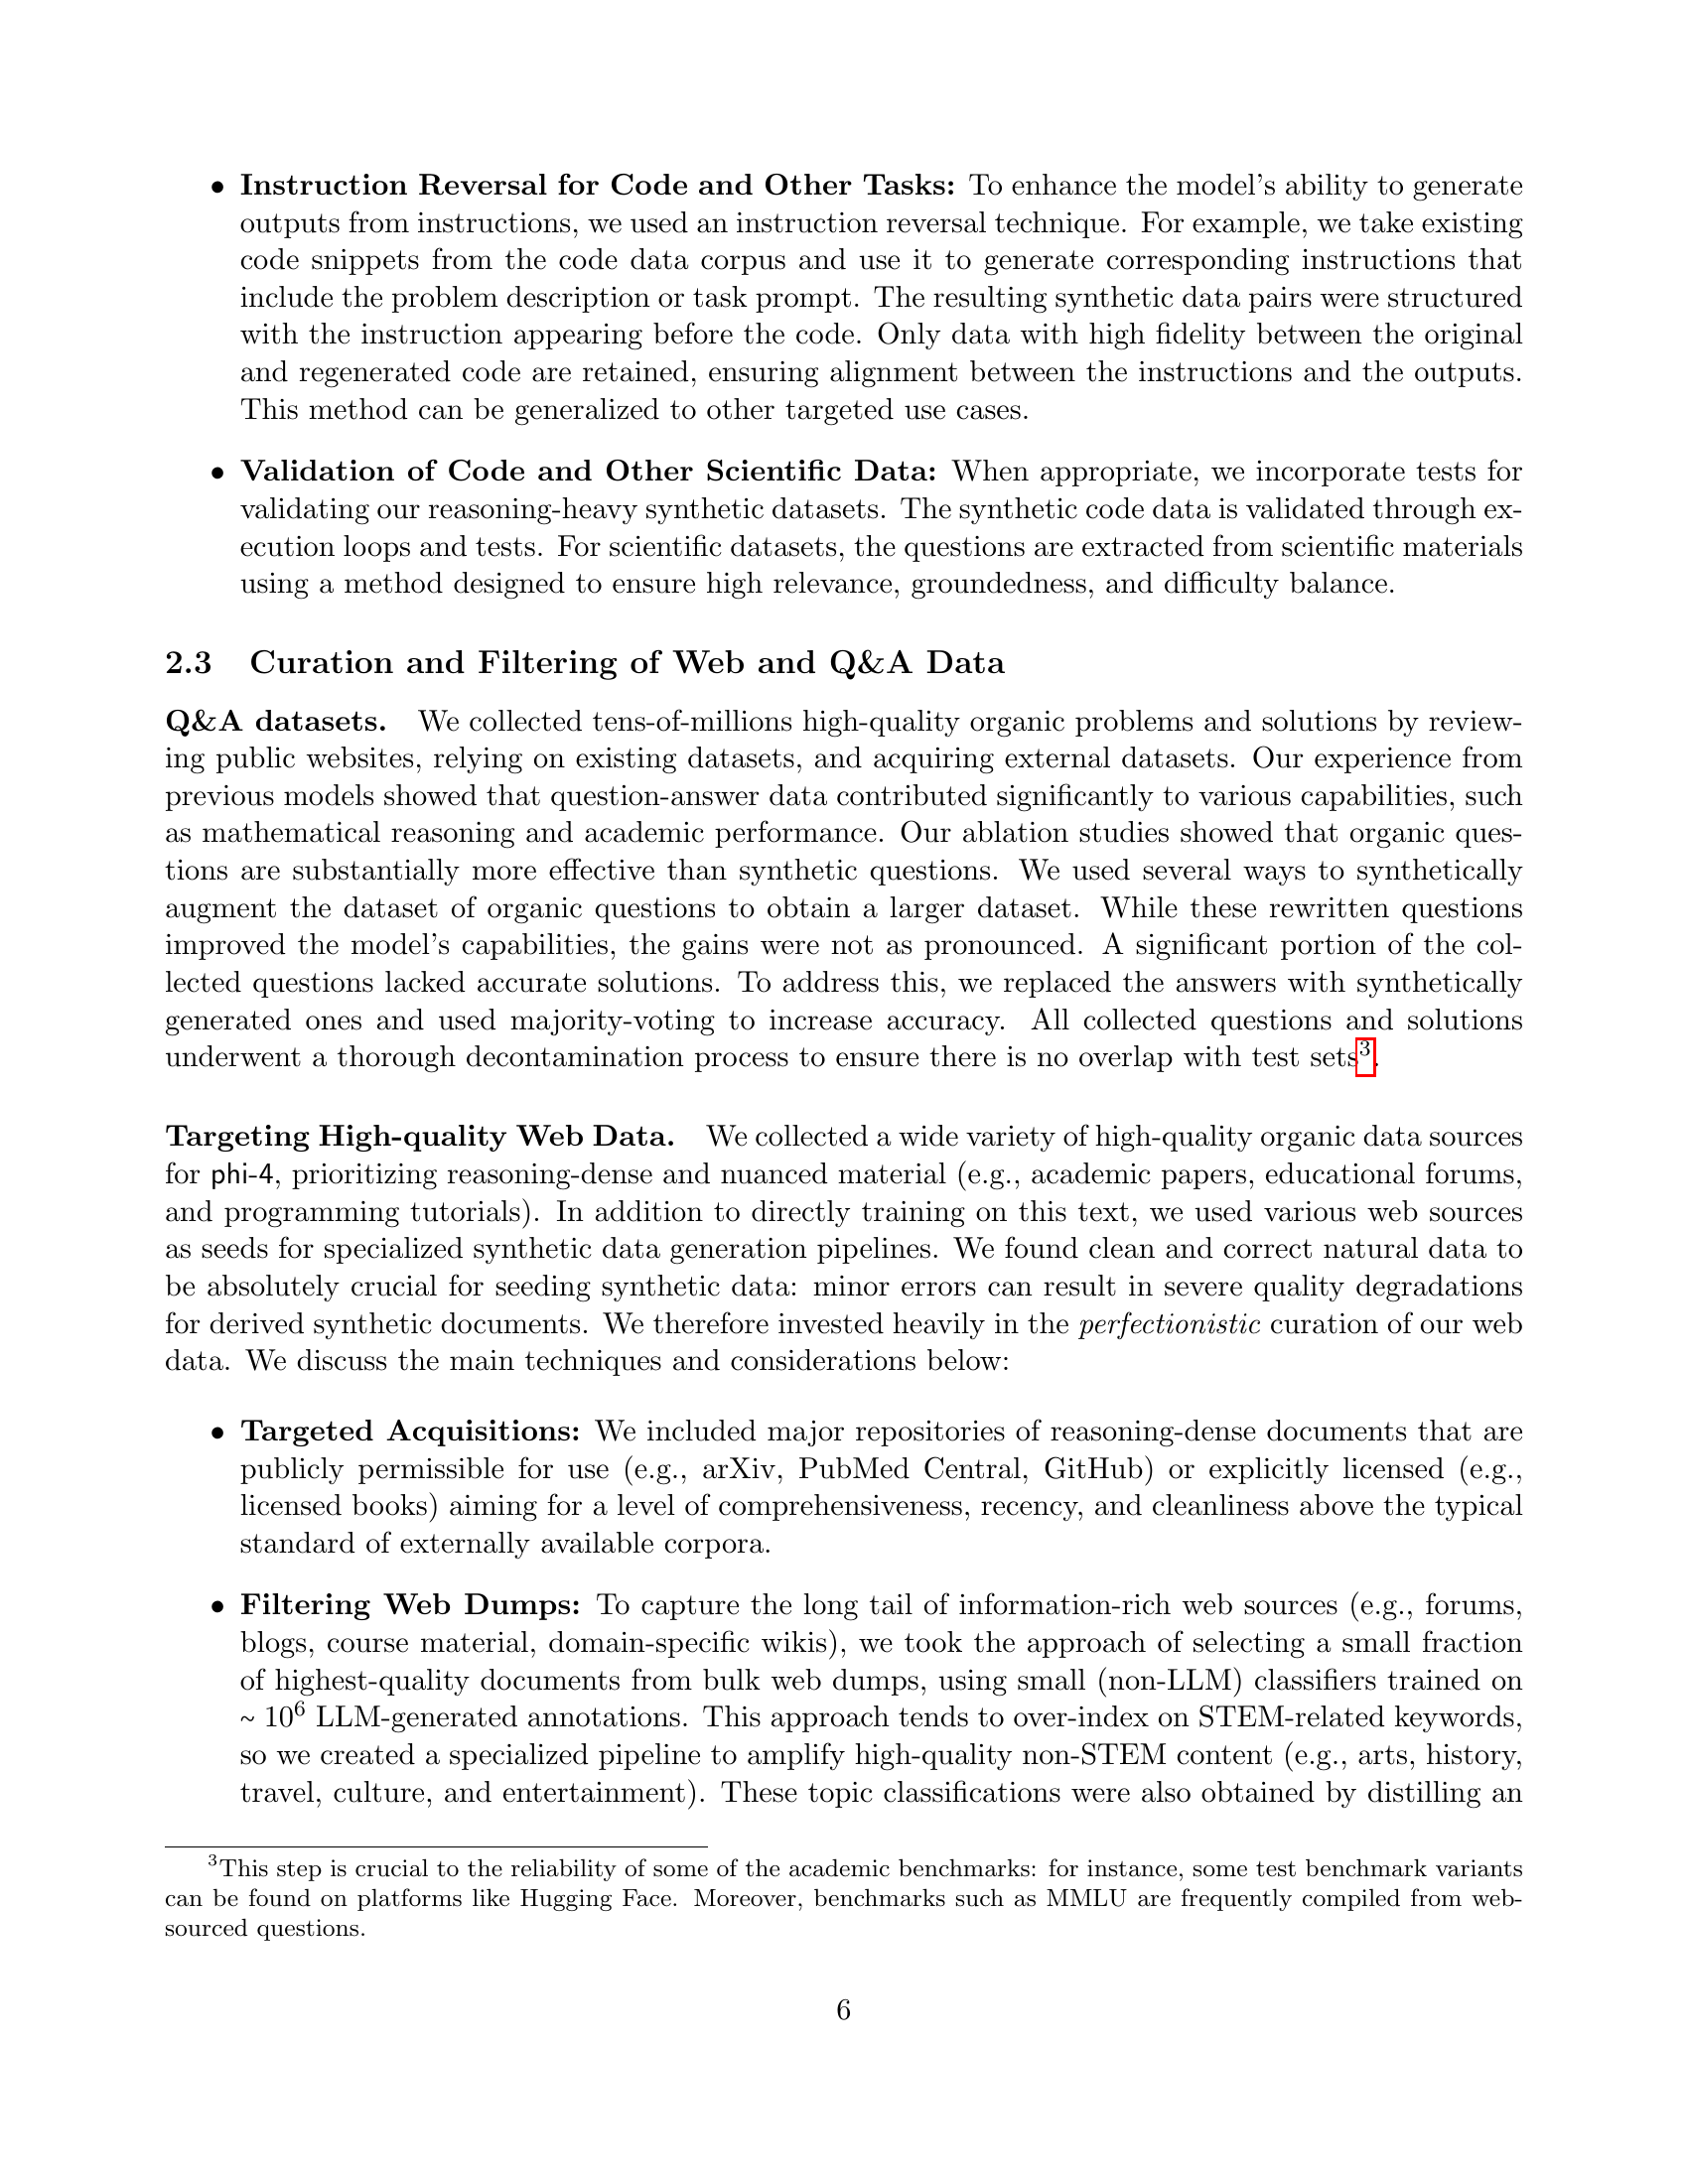 • Instruction Reversal for Code and Other Tasks: To enhance the model's ability to generate
outputs from instructions, we used an instruction reversal technique. For example, we take existing
code snippets from the code data corpus and use it to generate corresponding instructions that
include the problem description or task prompt. The resulting synthetic data pairs were structured
with the instruction appearing before the code. Only data with high fidelity between the original
and regenerated code are retained, ensuring alignment between the instructions and the outputs.
This method can be generalized to other targeted use cases.
• Validation of Code and Other Scientific Data: When appropriate, we incorporate tests for
validating our reasoning-heavy synthetic datasets. The synthetic code data is validated through ex-
ecution loops and tests. For scientific datasets, the questions are extracted from scientific materials
using a method designed to ensure high relevance, groundedness, and difficulty balance.
2.3 Curation and Filtering of Web and Q&A Data
Q&A datasets. We collected tens-of-millions high-quality organic problems and solutions by review-
ing public websites, relying on existing datasets, and acquiring external datasets. Our experience from
previous models showed that question-answer data contributed significantly to various capabilities, such
as mathematical reasoning and academic performance. Our ablation studies showed that organic ques-
tions are substantially more effective than synthetic questions. We used several ways to synthetically
augment the dataset of organic questions to obtain a larger dataset. While these rewritten questions
improved the model's capabilities, the gains were not as pronounced. A significant portion of the col-
lected questions lacked accurate solutions. To address this, we replaced the answers with synthetically
generated ones and used majority-voting to increase accuracy. All collected questions and solutions
underwent a thorough decontamination process to ensure there is no overlap with test sets³.
Targeting High-quality Web Data. We collected a wide variety of high-quality organic data sources
for phi-4, prioritizing reasoning-dense and nuanced material (e.g., academic papers, educational forums,
and programming tutorials). In addition to directly training on this text, we used various web sources
as seeds for specialized synthetic data generation pipelines. We found clean and correct natural data to
be absolutely crucial for seeding synthetic data: minor errors can result in severe quality degradations
for derived synthetic documents. We therefore invested heavily in the perfectionistic curation of our web
data. We discuss the main techniques and considerations below:
• Targeted Acquisitions: We included major repositories of reasoning-dense documents that are
publicly permissible for use (e.g., arXiv, PubMed Central, GitHub) or explicitly licensed (e.g.,
licensed books) aiming for a level of comprehensiveness, recency, and cleanliness above the typical
standard of externally available corpora.
• Filtering Web Dumps: To capture the long tail of information-rich web sources (e.g., forums,
blogs, course material, domain-specific wikis), we took the approach of selecting a small fraction
of highest-quality documents from bulk web dumps, using small (non-LLM) classifiers trained on
~ 10⁶ LLM-generated annotations. This approach tends to over-index on STEM-related keywords,
so we created a specialized pipeline to amplify high-quality non-STEM content (e.g., arts, history,
travel, culture, and entertainment). These topic classifications were also obtained by distilling an
³This step is crucial to the reliability of some of the academic benchmarks: for instance, some test benchmark variants
can be found on platforms like Hugging Face. Moreover, benchmarks such as MMLU are frequently compiled from web-
sourced questions.
6